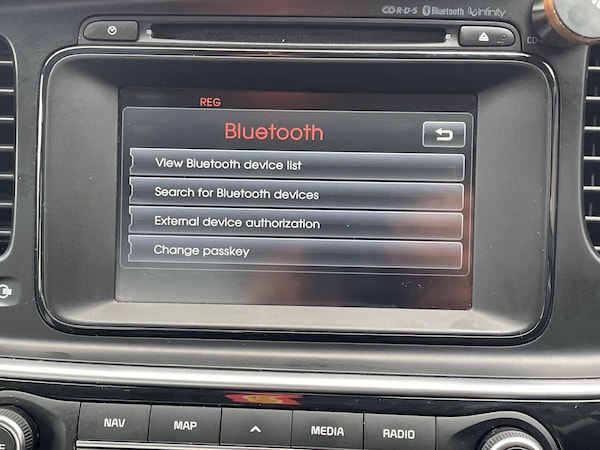 C·D·R·D·S Bluetooth Infinity
CD-
REG
Bluetooth
View Bluetooth device list
Search for Bluetooth devices
External device authorization
Change passkey
NAV MAP MEDIA RADIO